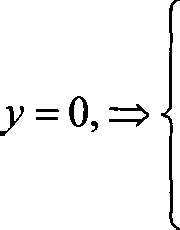 y = 0, ⇒ {